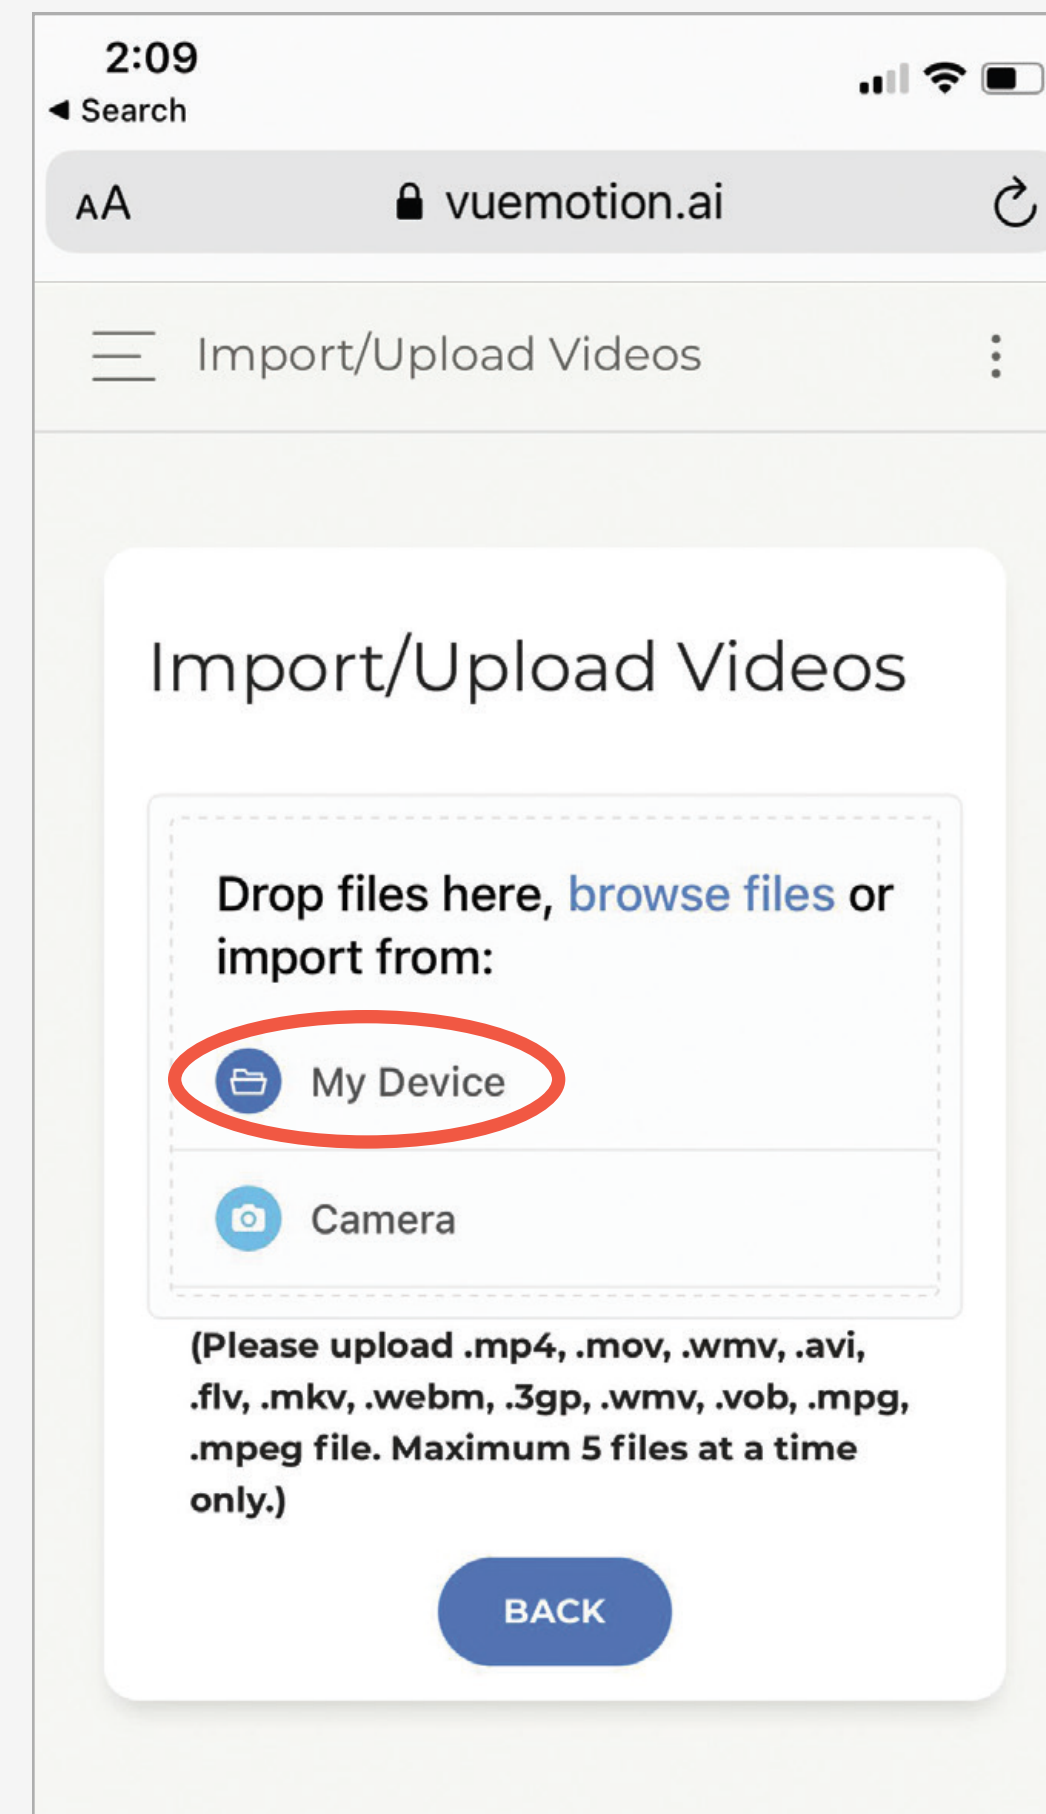 2:09
◀ Search
AA vuemotion.ai
Import/Upload Videos
Import/Upload Videos
Drop files here, browse files or
import from:
My Device
Camera
(Please upload .mp4, .mov, .wmv, .avi,
.flv, .mkv, .webm, .3gp, .wmv, .vob, .mpg,
.mpeg file. Maximum 5 files at a time
only.)
BACK